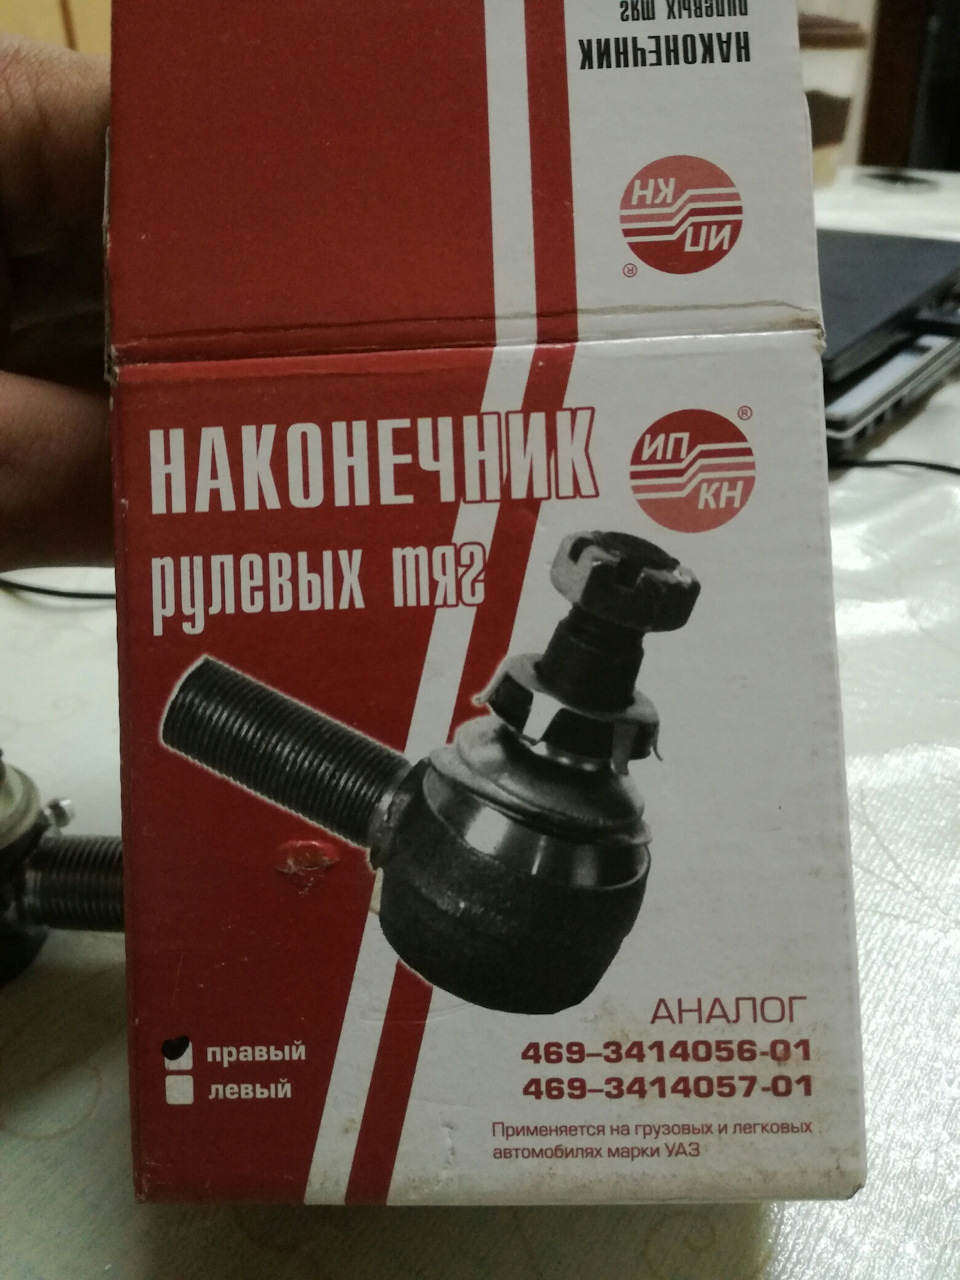 рулевых тяг
НАКОНЕЧНИК
ИП
КН
®
НАКОНЕЧНИК
рулевых тяг
ИП
КН
®
АНАЛОГ
469-3414056-01
469-3414057-01
правый
левый
Применяется на грузовых и легковых
автомобилях марки УАЗ